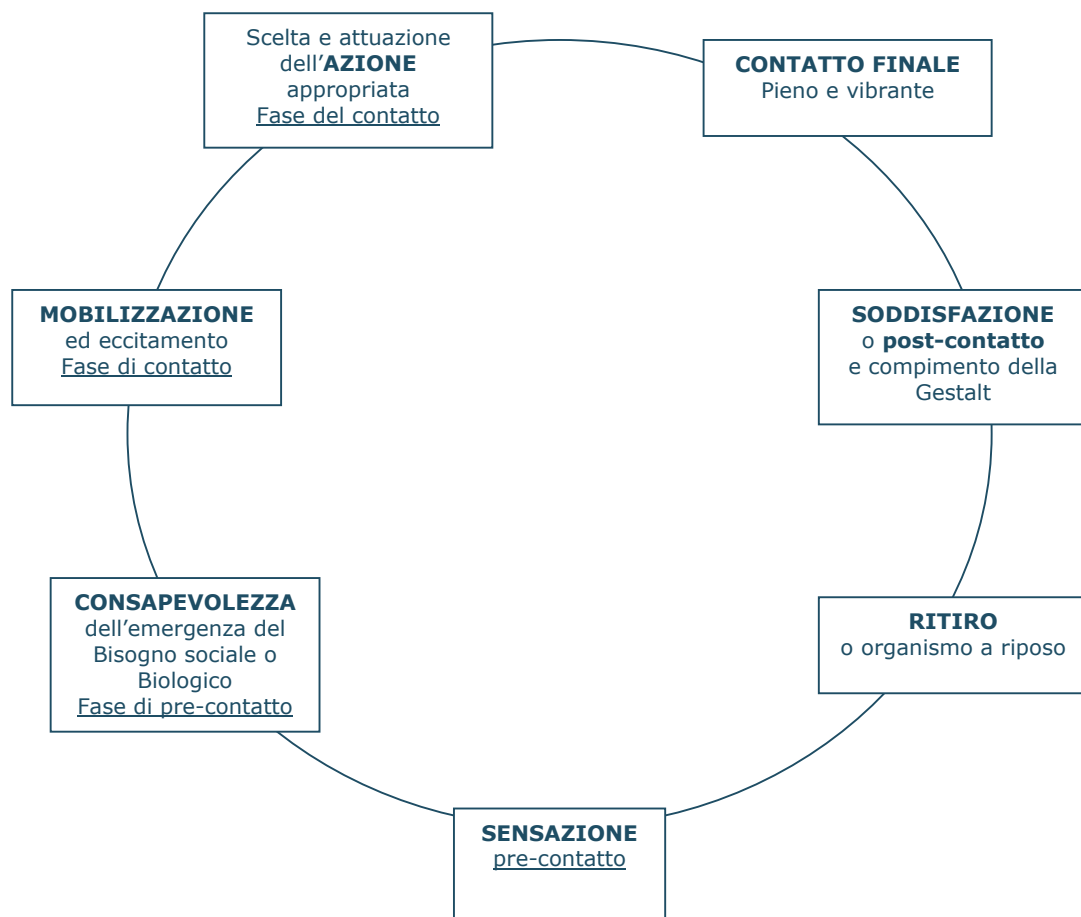 Scelta e attuazione
dell'AZIONE
appropriata
Fase del contatto
CONTATTO FINALE
Pieno e vibrante
MOBILIZZAZIONE
ed eccitamento
Fase di contatto
SODDISFAZIONE
o post-contatto
e compimento della
Gestalt
CONSAPEVOLEZZA
dell'emergenza del
Bisogno sociale o
Biologico
Fase di pre-contatto
RITIRO
o organismo a riposo
SENSAZIONE
pre-contatto